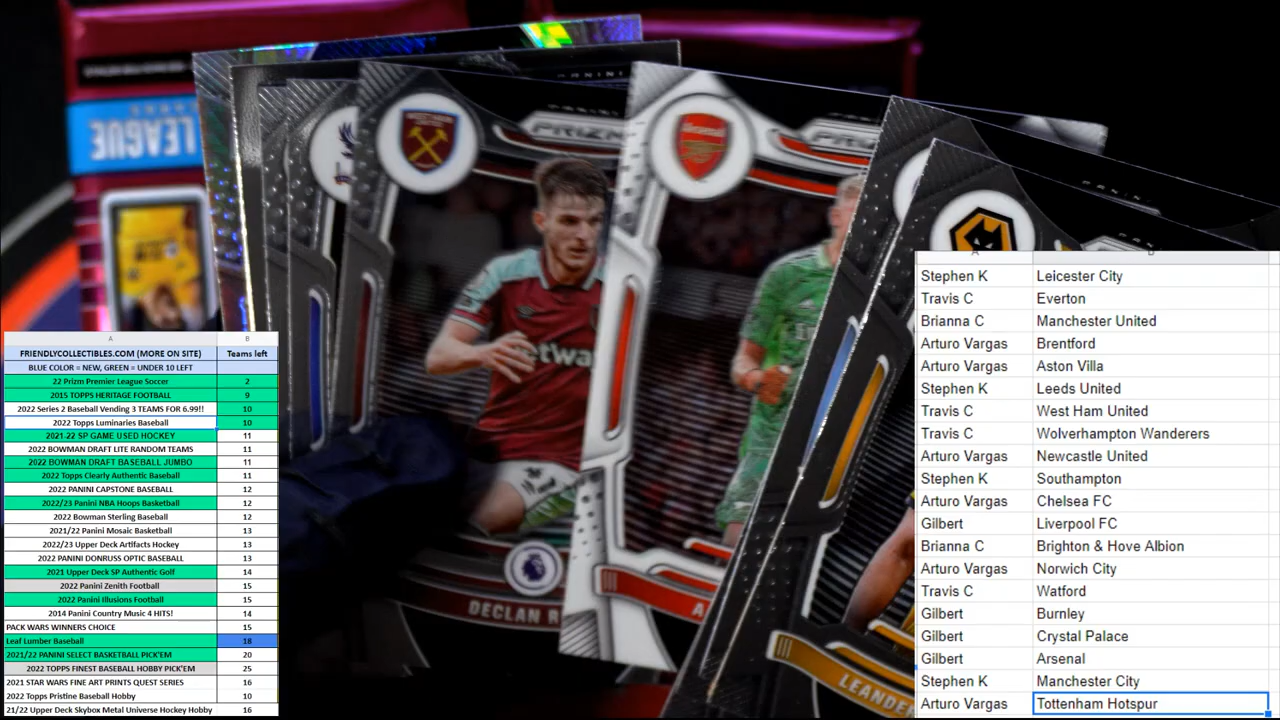 LEAGUE
PANINI
PRIZM
Arsenal
PRIZM
PANINI
DECLAN R
A
LEANDE
A
B
FRIENDLYCOLLECTIBLES.COM (MORE ON SITE) Teams left
BLUE COLOR = NEW, GREEN = UNDER 10 LEFT
22 Prizm Premier League Soccer 2
2015 TOPPS HERITAGE FOOTBALL 9
2022 Series 2 Baseball Vending 3 TEAMS FOR 6.99!! 10
2022 Topps Luminaries Baseball 10
2021-22 SP GAME USED HOCKEY 11
2022 BOWMAN DRAFT LITE RANDOM TEAMS 11
2022 BOWMAN DRAFT BASEBALL JUMBO 11
2022 Topps Clearly Authentic Baseball 11
2022 PANINI CAPSTONE BASEBALL 12
2022/23 Panini NBA Hoops Basketball 12
2022 Bowman Sterling Baseball 12
2021/22 Panini Mosaic Basketball 13
2022/23 Upper Deck Artifacts Hockey 13
2022 PANINI DONRUSS OPTIC BASEBALL 13
2021 Upper Deck SP Authentic Golf 14
2022 Panini Zenith Football 15
2022 Panini Illusions Football 15
2014 Panini Country Music 4 HITS! 14
PACK WARS WINNERS CHOICE 15
Leaf Lumber Baseball 18
2021/22 PANINI SELECT BASKETBALL PICK'EM 20
2022 TOPPS FINEST BASEBALL HOBBY PICK'EM 25
2021 STAR WARS FINE ART PRINTS QUEST SERIES 16
2022 Topps Pristine Baseball Hobby 10
21/22 Upper Deck Skybox Metal Universe Hockey Hobby 16
Stephen K Leicester City
Travis C Everton
Brianna C Manchester United
Arturo Vargas Brentford
Arturo Vargas Aston Villa
Stephen K Leeds United
Travis C West Ham United
Travis C Wolverhampton Wanderers
Arturo Vargas Newcastle United
Stephen K Southampton
Arturo Vargas Chelsea FC
Gilbert Liverpool FC
Brianna C Brighton & Hove Albion
Arturo Vargas Norwich City
Travis C Watford
Gilbert Burnley
Gilbert Crystal Palace
Gilbert Arsenal
Stephen K Manchester City
Arturo Vargas Tottenham Hotspur